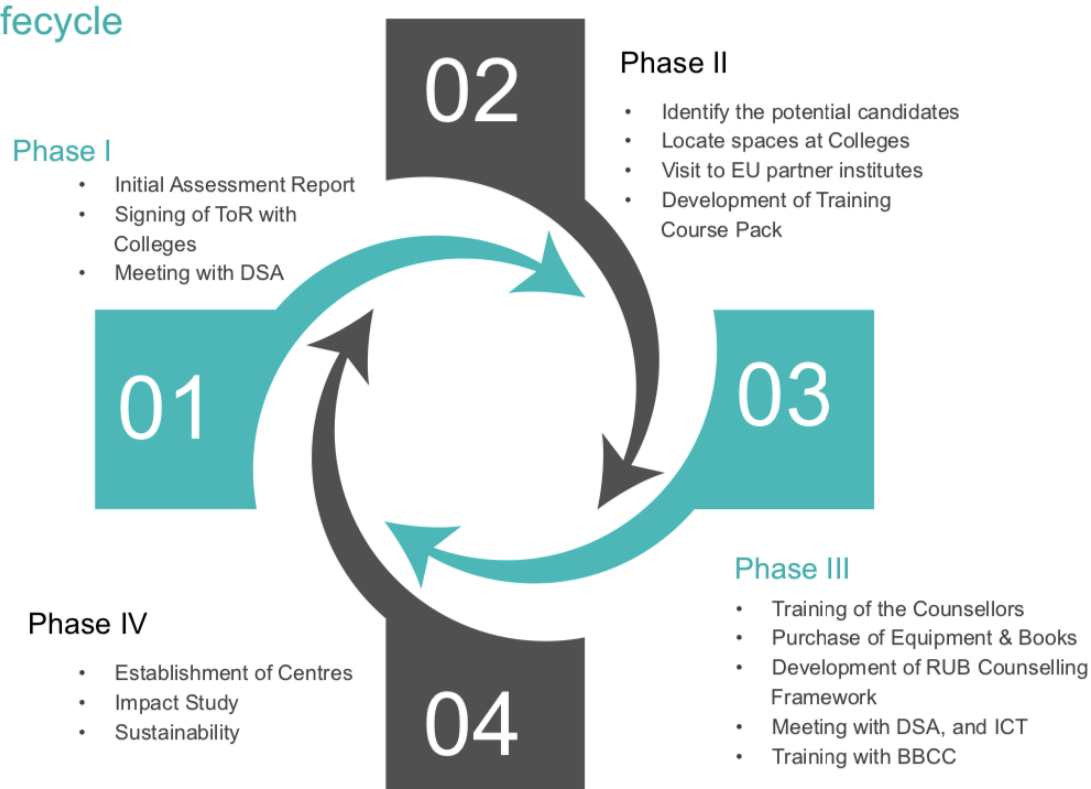 fecycle
Phase I
• Initial Assessment Report
• Signing of ToR with
Colleges
• Meeting with DSA
01
02
Phase II
• Identify the potential candidates
• Locate spaces at Colleges
• Visit to EU partner institutes
• Development of Training
Course Pack
03
Phase III
• Training of the Counsellors
• Purchase of Equipment & Books
• Development of RUB Counselling
Framework
• Meeting with DSA, and ICT
• Training with BBCC
Phase IV
• Establishment of Centres
• Impact Study
• Sustainability
04